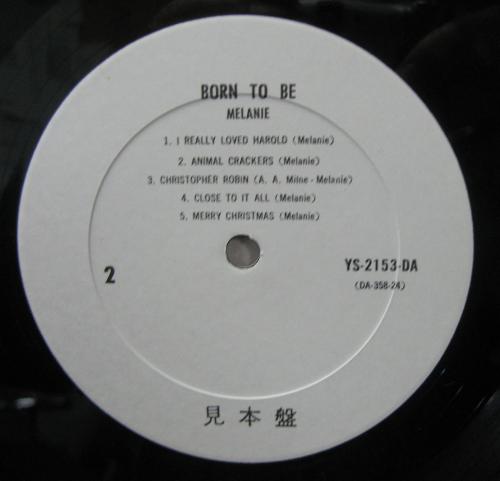 BORN TO BE
MELANIE
1. I REALLY LOVED HAROLD (Melanie)
2. ANIMAL CRACKERS (Melanie)
3. CHRISTOPHER ROBIN (A. A. Milne - Melanie)
4. CLOSE TO IT ALL (Melanie)
5. MERRY CHRISTMAS (Melanie)
2
YS-2153-DA
(DA-358-24)
見本盤